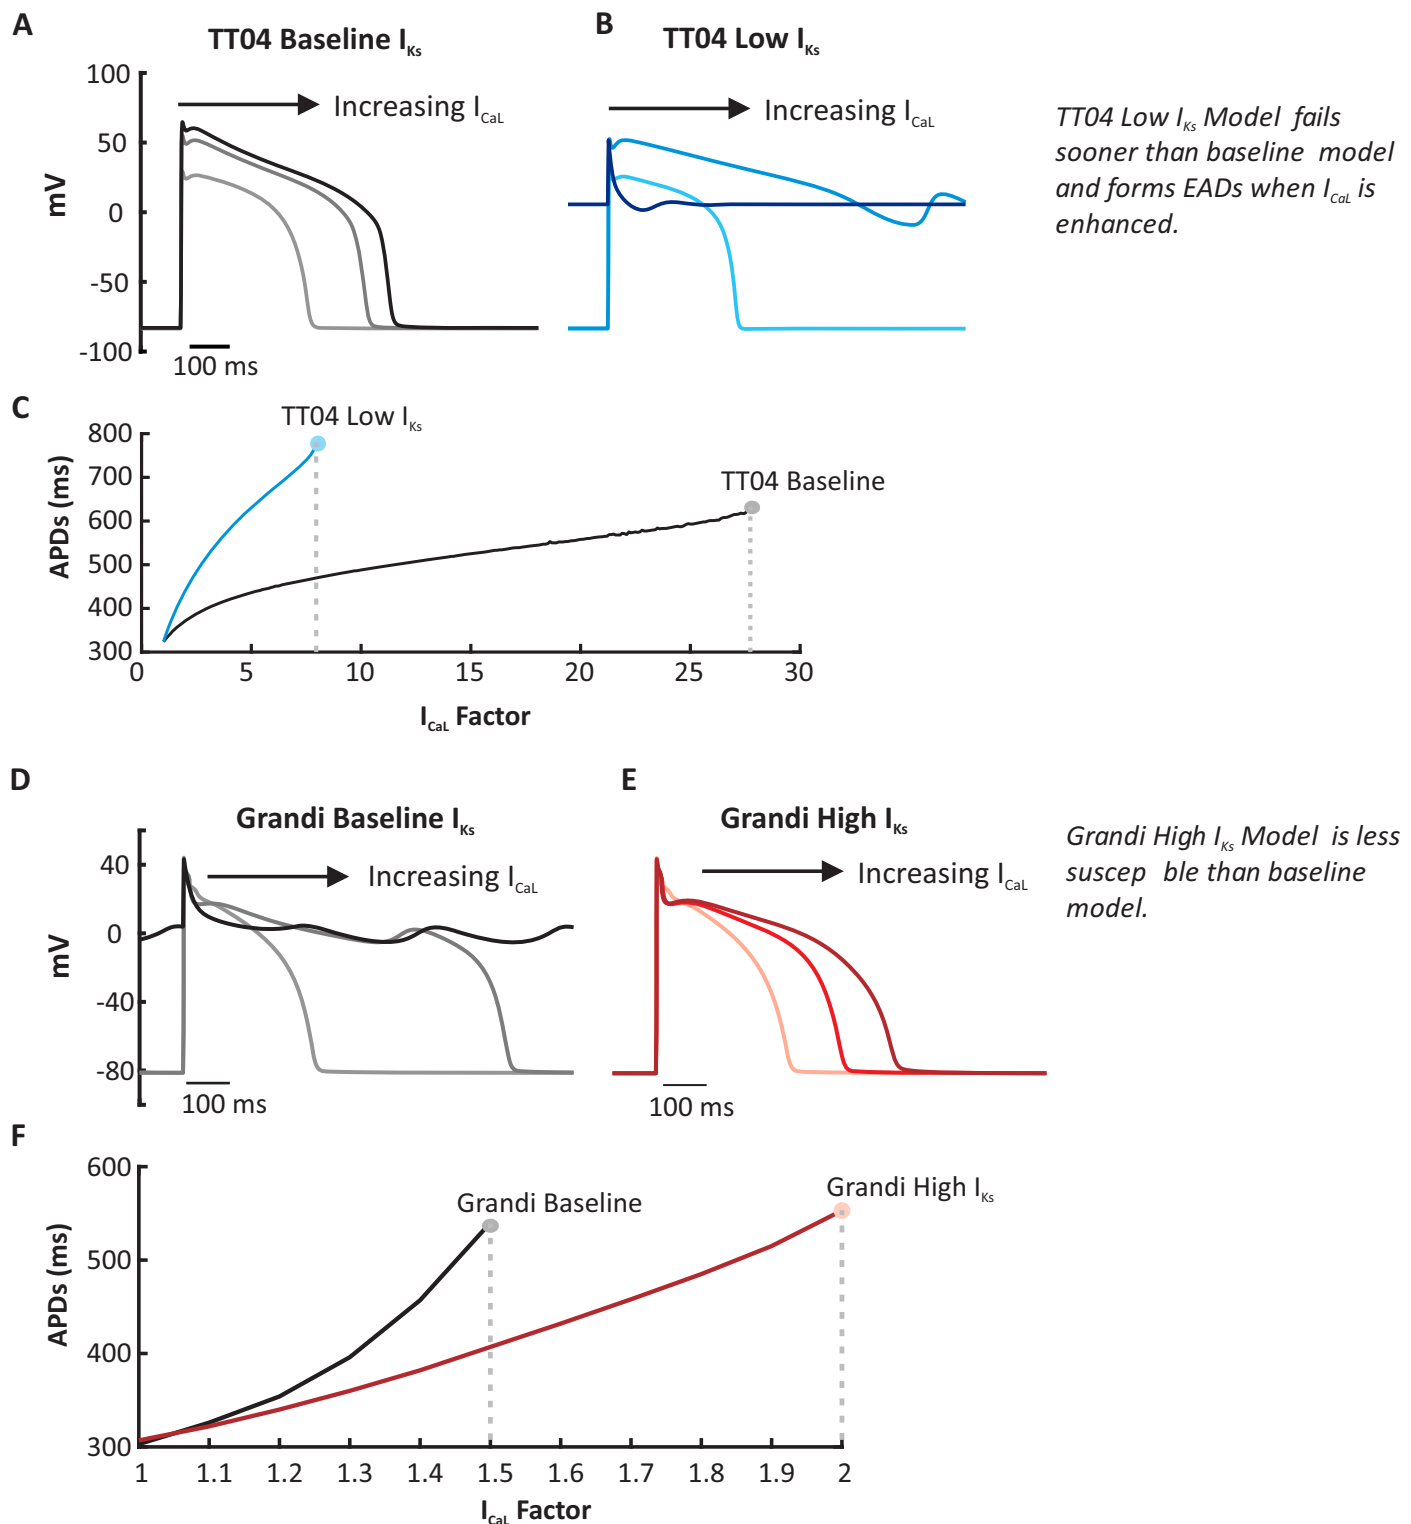 A
TT04 Baseline IKs
B
TT04 Low IKs
100
50
0
-50
-100
mV
Increasing ICaL
100 ms
Increasing ICaL
TT04 Low IKs Model fails
sooner than baseline model
and forms EADs when ICaL is
enhanced.
C
TT04 Low IKs
TT04 Baseline
800
700
600
500
400
300
APDs (ms)
0 5 10 15 20 25 30
ICaL Factor
D
Grandi Baseline IKs
E
Grandi High IKs
40
0
-40
-80
mV
Increasing ICaL
100 ms
Increasing ICaL
100 ms
Grandi High IKs Model is less
suscep ble than baseline
model.
F
600
500
400
300
APDs (ms)
Grandi Baseline
Grandi High IKs
1 1.1 1.2 1.3 1.4 1.5 1.6 1.7 1.8 1.9 2
ICaL Factor